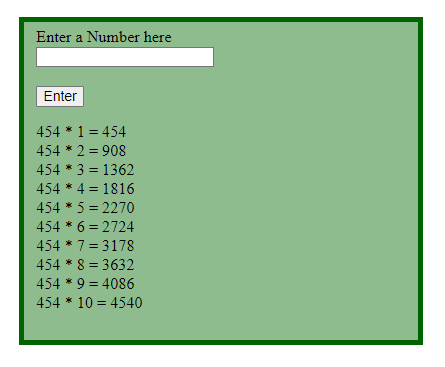 Enter a Number here
Enter
454 * 1 = 454
454 * 2 = 908
454 * 3 = 1362
454 * 4 = 1816
454 * 5 = 2270
454 * 6 = 2724
454 * 7 = 3178
454 * 8 = 3632
454 * 9 = 4086
454 * 10 = 4540